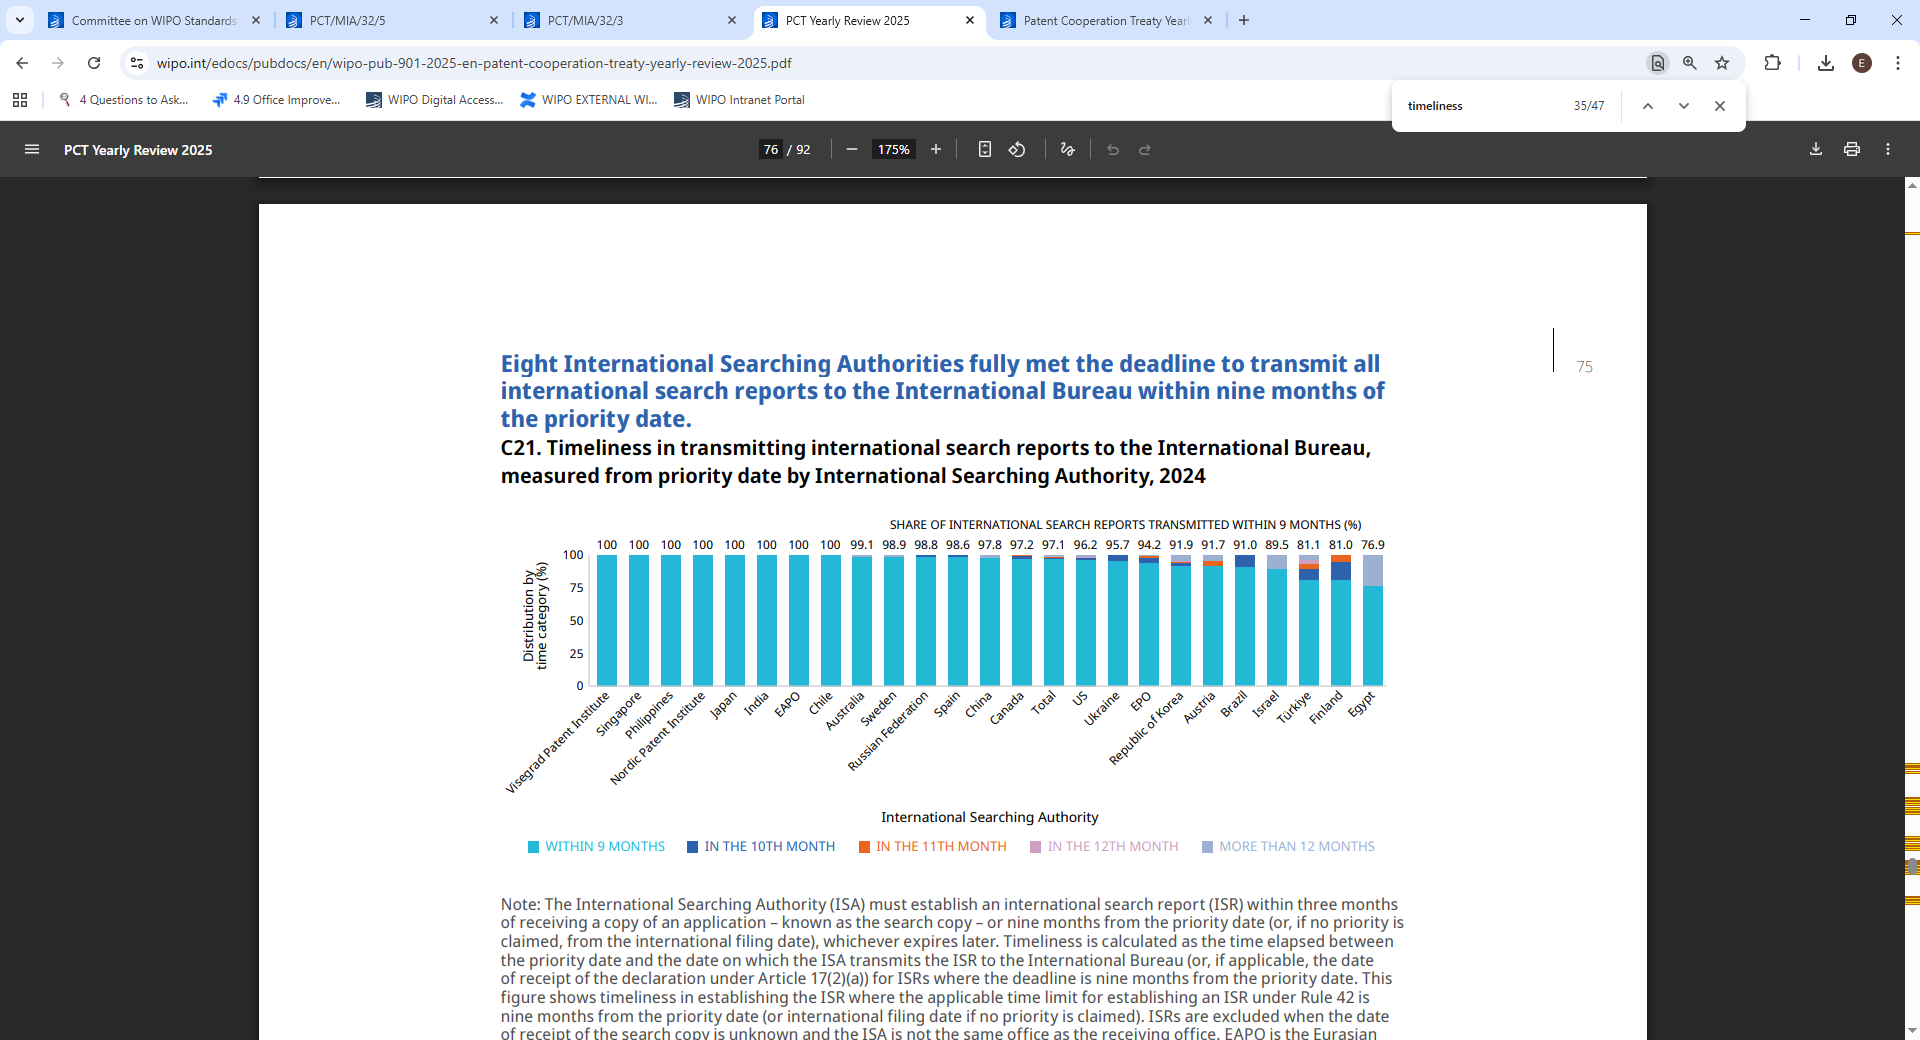 Committee on WIPO Standards
PCT/MIA/32/5
PCT/MIA/32/3
PCT Yearly Review 2025
Patent Cooperation Treaty Year
wipo.int/edocs/pubdocs/en/wipo-pub-901-2025-en-patent-cooperation-treaty-yearly-review-2025.pdf
E
4 Questions to Ask...
4.9 Office Improve...
WIPO Digital Access...
WIPO EXTERNAL WI...
WIPO Intranet Portal
timeliness
35/47
PCT Yearly Review 2025
76 / 92
175%
Eight International Searching Authorities fully met the deadline to transmit all
international search reports to the International Bureau within nine months of
the priority date.
75
C21. Timeliness in transmitting international search reports to the International Bureau,
measured from priority date by International Searching Authority, 2024
SHARE OF INTERNATIONAL SEARCH REPORTS TRANSMITTED WITHIN 9 MONTHS (%)
100 100 100 100 100 100 100 100 99.1 98.9 98.8 98.6 97.8 97.2 97.1 96.2 95.7 94.2 91.9 91.7 91.0 89.5 81.1 81.0 76.9
Distribution by
time category (%)
100
75
50
25
0
Visegrad Patent Institute
Singapore
Philippines
Nordic Patent Institute
Japan
India
EAPO
Chile
Australia
Sweden
Russian Federation
Spain
China
Canada
Total
US
Ukraine
EPO
Republic of Korea
Austria
Brazil
Israel
Türkiye
Finland
Egypt
International Searching Authority
WITHIN 9 MONTHS
IN THE 10TH MONTH
IN THE 11TH MONTH
IN THE 12TH MONTH
MORE THAN 12 MONTHS
Note: The International Searching Authority (ISA) must establish an international search report (ISR) within three months
of receiving a copy of an application – known as the search copy – or nine months from the priority date (or, if no priority is
claimed, from the international filing date), whichever expires later. Timeliness is calculated as the time elapsed between
the priority date and the date on which the ISA transmits the ISR to the International Bureau (or, if applicable, the date
of receipt of the declaration under Article 17(2)(a)) for ISRs where the deadline is nine months from the priority date. This
figure shows timeliness in establishing the ISR where the applicable time limit for establishing an ISR under Rule 42 is
nine months from the priority date (or international filing date if no priority is claimed). ISRs are excluded when the date
of receipt of the search copy is unknown and the ISA is not the same office as the receiving office. EAPO is the Eurasian